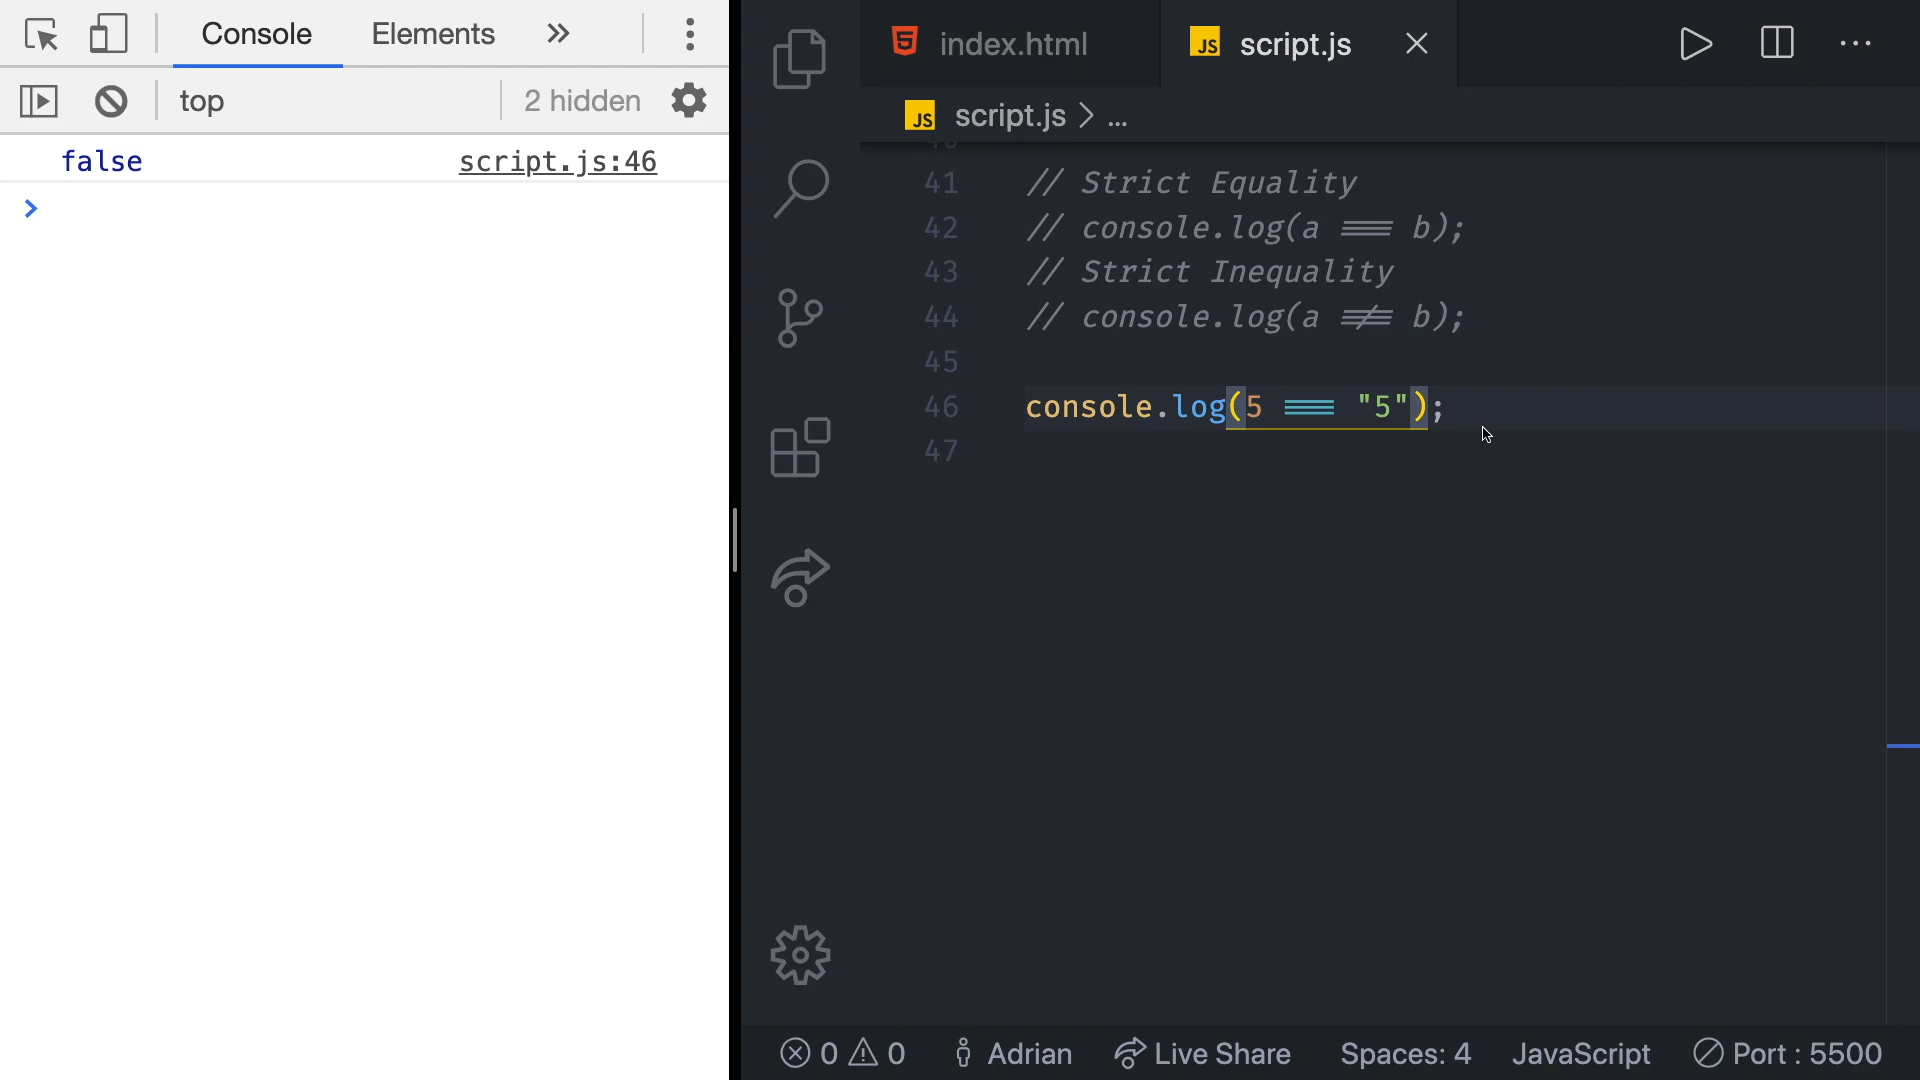 Console Elements
top 2 hidden
false script.js:46
index.html
JS script.js
JS script.js > ...
41 // Strict Equality
42 // console.log(a === b);
43 // Strict Inequality
44 // console.log(a !== b);
45
46 console.log(5 === "5");
47
0 0 Adrian Live Share Spaces: 4 JavaScript Port : 5500